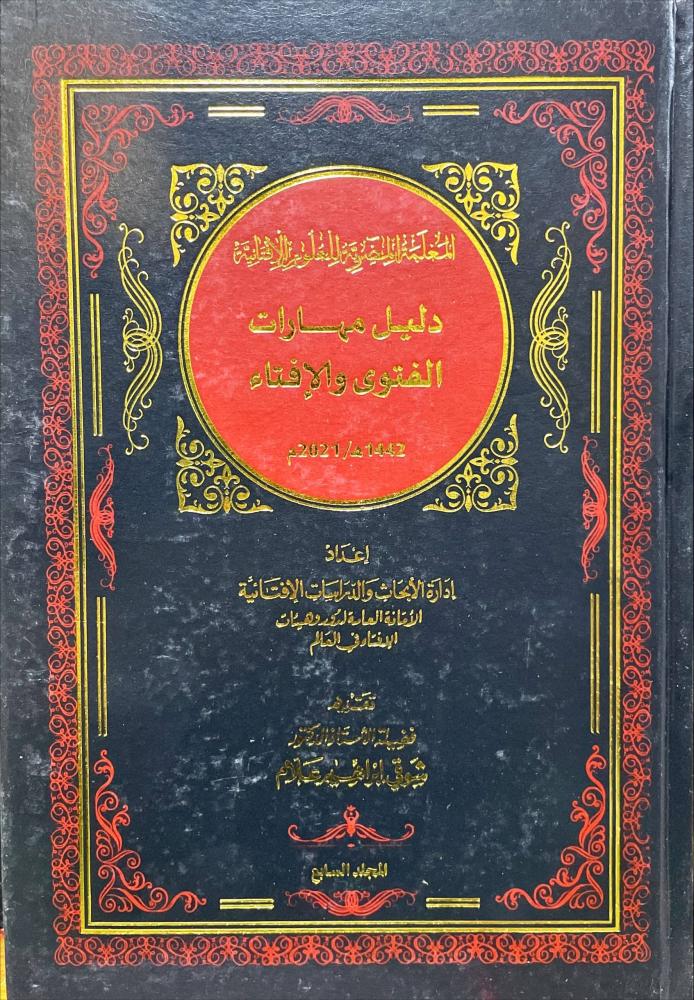 المعلمة المصرية للعلوم الإفتائية
دليل مهارات
الفتوى والإفتاء
1442هـ/2021م
إعداد
إدارة الأبحاث والدراسات الإفتائية
الأمانة العامة لدور وهيئات
الإفتاء في العالم
تقديم
فضيلة الأستاذ الدكتور
شوقي إبراهيم علام
المجلد السابع